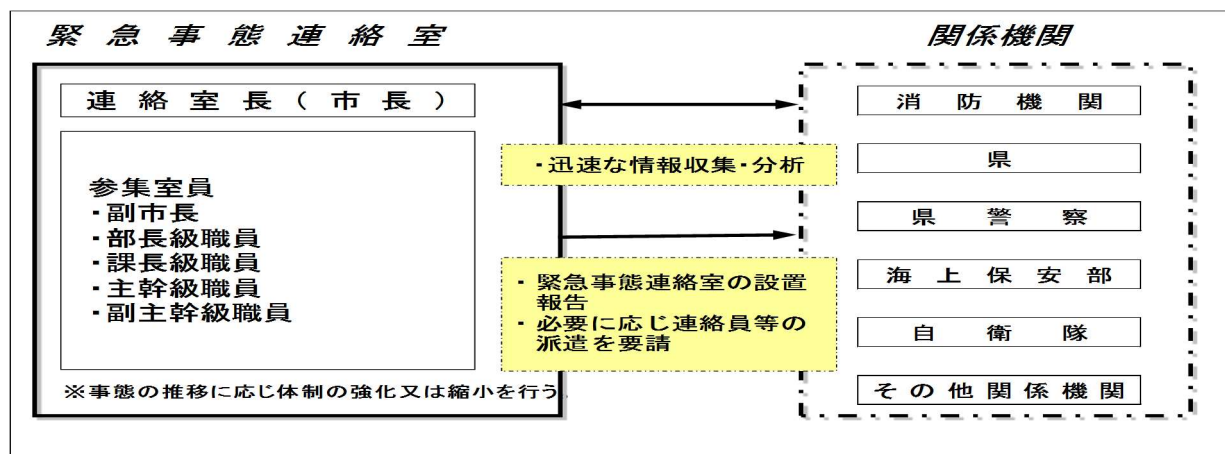 緊急事態連絡室
連絡室長(市長)
参集室員
・副市長
・部長級職員
・課長級職員
・主幹級職員
・副主幹級職員
※事態の推移に応じ体制の強化又は縮小を行う。
・迅速な情報収集・分析
・緊急事態連絡室の設置
報告
・必要に応じ連絡員等の
派遣を要請
関係機関
消防機関
県
県警察
海上保安部
自衛隊
その他関係機関